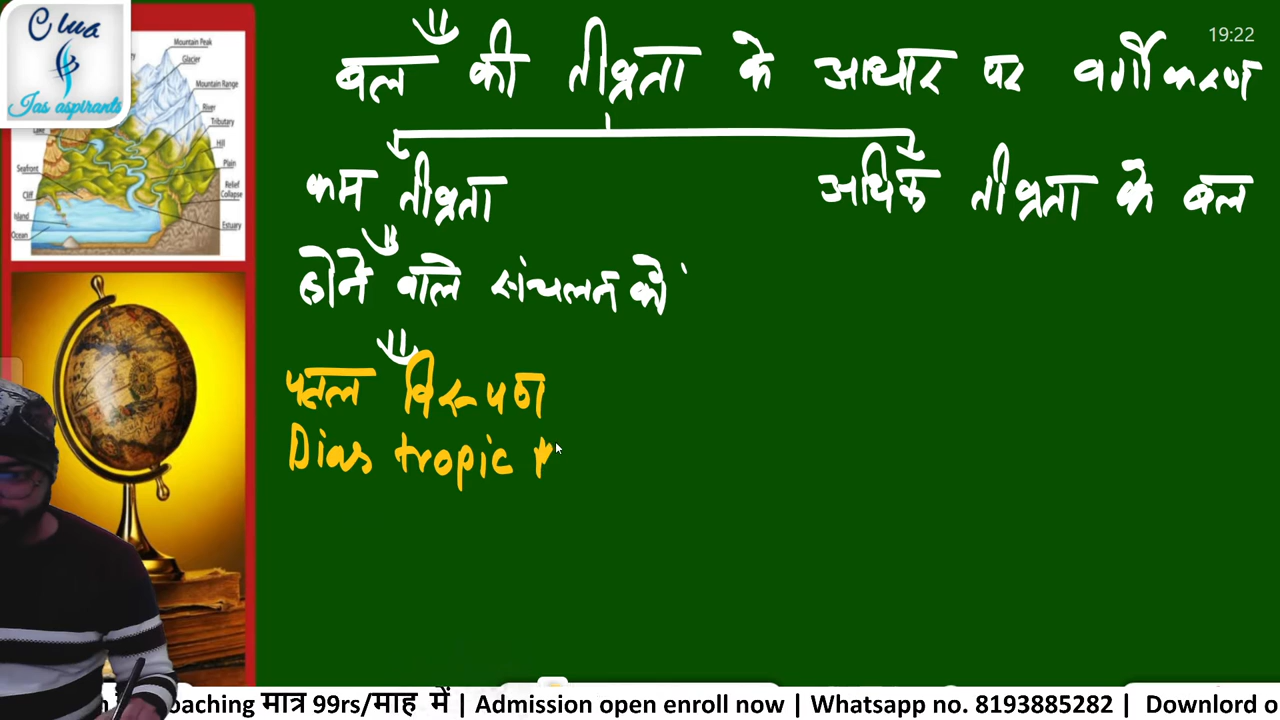 Clua
Ias aspirants
19:22
बल की तीव्रता के आधार पर वर्गीकरण
कम तीव्रता
अधिक तीव्रता के बल
होने वाले संचलन को
पटल विरूपण
Dias tropic
Mountain Peak
Glacier
Mountain Range
River
Tributary
Hill
Plain
Lake
Seafront
Relief
Collapse
Cliff
Island
Estuary
Ocean
oaching मात्र 99rs/माह में | Admission open enroll now | Whatsapp no. 8193885282 | Downlord o